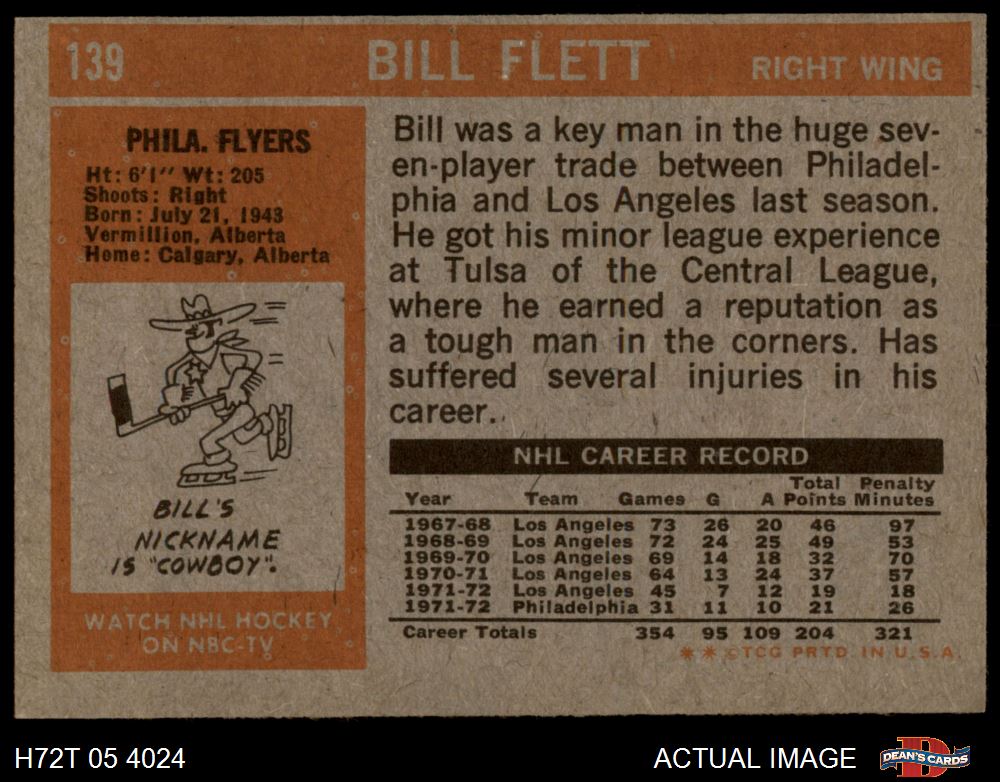 139 BILL FLETT RIGHT WING
PHILA. FLYERS
Ht: 6'1" Wt: 205
Shoots: Right
Born: July 21, 1943
Vermillion, Alberta
Home: Calgary, Alberta
BILL'S
NICKNAME
IS "COWBOY".
WATCH NHL HOCKEY
ON NBC-TV
Bill was a key man in the huge sev-
en-player trade between Philadel-
phia and Los Angeles last season.
He got his minor league experience
at Tulsa of the Central League,
where he earned a reputation as
a tough man in the corners. Has
suffered several injuries in his
career.
NHL CAREER RECORD
Total Penalty
Year Team Games G A Points Minutes
1967-68 Los Angeles 73 26 20 46 97
1968-69 Los Angeles 72 24 25 49 53
1969-70 Los Angeles 69 14 18 32 70
1970-71 Los Angeles 64 13 24 37 57
1971-72 Los Angeles 45 7 12 19 18
1971-72 Philadelphia 31 11 10 21 26
Career Totals 354 95 109 204 321
**©TCG PRTD. IN U.S.A.
H72T 05 4024 ACTUAL IMAGE DEAN'S CARDS